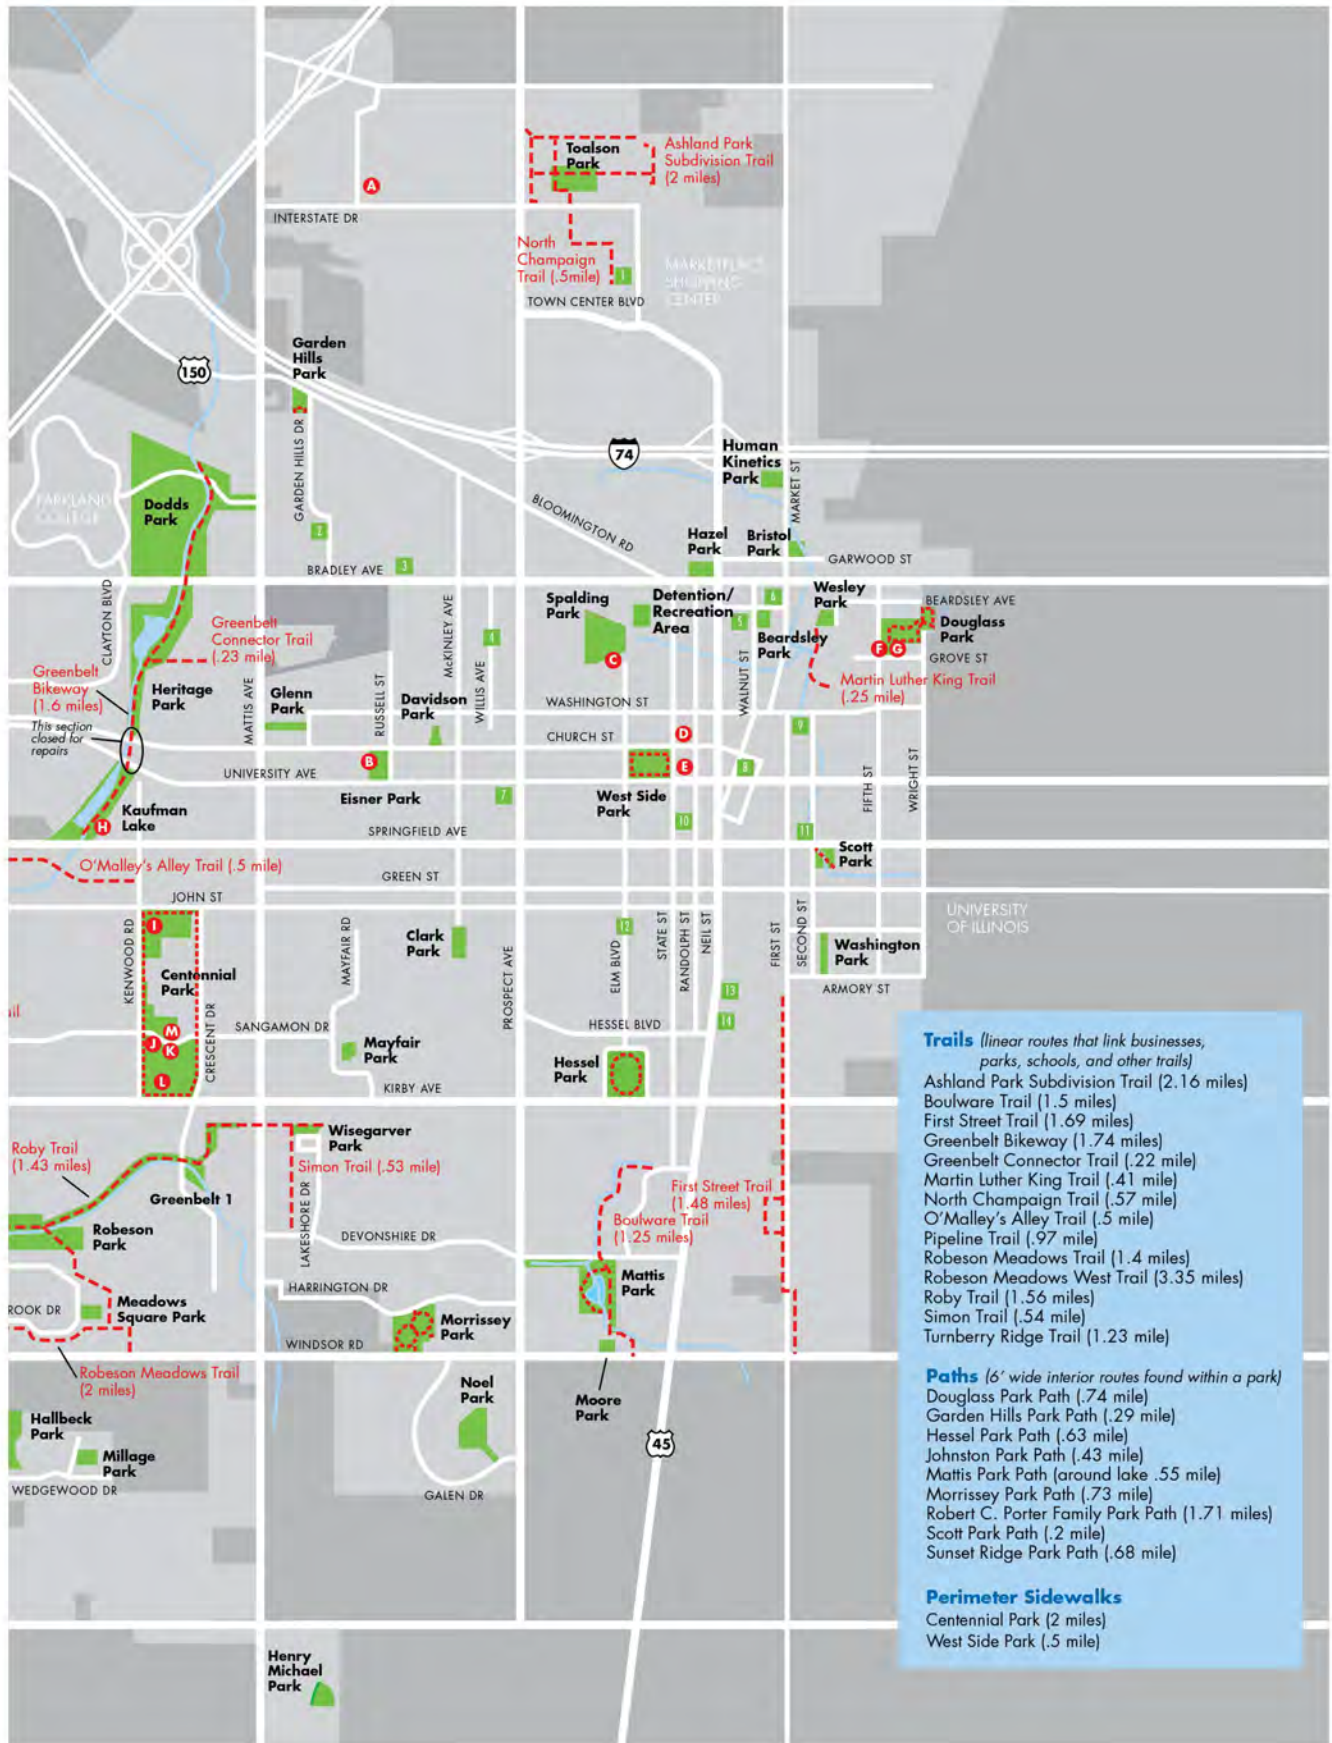 Toalson
Park
Ashland Park
Subdivision Trail
(2 miles)
A
INTERSTATE DR
North
Champaign
Trail (.5mile)
1
MARKETPLACE
SHOPPING
CENTER
TOWN CENTER BLVD
Garden
Hills
Park
150
GARDEN HILLS DR
74
Human
Kinetics
Park
MARKET ST
PARKLAND
COLLEGE
Dodds
Park
BLOOMINGTON RD
2
Hazel
Park
Bristol
Park
GARWOOD ST
BRADLEY AVE
3
CLAYTON BLVD
McKINLEY AVE
WILLIS AVE
4
Spalding
Park
Detention/
Recreation
Area
6
5
Beardsley
Park
Wesley
Park
BEARDSLEY AVE
Douglass
Park
F
G
GROVE ST
C
Greenbelt
Connector Trail
(.23 mile)
Greenbelt
Bikeway
(1.6 miles)
Heritage
Park
MATTIS AVE
Glenn
Park
RUSSELL ST
Davidson
Park
WASHINGTON ST
WALNUT ST
Martin Luther King Trail
(.25 mile)
This section
closed for
repairs
CHURCH ST
D
9
B
E
8
UNIVERSITY AVE
Eisner Park
7
West Side
Park
FIFTH ST
WRIGHT ST
Kaufman
Lake
H
SPRINGFIELD AVE
10
11
Scott
Park
O'Malley's Alley Trail (.5 mile)
GREEN ST
JOHN ST
UNIVERSITY
OF ILLINOIS
KENWOOD RD
I
MAYFAIR RD
Clark
Park
PROSPECT AVE
12
ELM BLVD
STATE ST
RANDOLPH ST
NEIL ST
FIRST ST
SECOND ST
Washington
Park
Centennial
Park
CRESCENT DR
ARMORY ST
13
14
ail
M
J
K
L
SANGAMON DR
HESSEL BLVD
Mayfair
Park
Hessel
Park
KIRBY AVE
Roby Trail
(1.43 miles)
Wisegarver
Park
Simon Trail (.53 mile)
Greenbelt 1
LAKESHORE DR
First Street Trail
(1.48 miles)
Boulware Trail
(1.25 miles)
Robeson
Park
DEVONSHIRE DR
HARRINGTON DR
Mattis
Park
ROOK DR
Meadows
Square Park
Morrissey
Park
WINDSOR RD
Robeson Meadows Trail
(2 miles)
Noel
Park
Moore
Park
Hallbeck
Park
Millage
Park
WEDGEWOOD DR
GALEN DR
45
Henry
Michael
Park
Trails (linear routes that link businesses,
parks, schools, and other trails)
Ashland Park Subdivision Trail (2.16 miles)
Boulware Trail (1.5 miles)
First Street Trail (1.69 miles)
Greenbelt Bikeway (1.74 miles)
Greenbelt Connector Trail (.22 mile)
Martin Luther King Trail (.41 mile)
North Champaign Trail (.57 mile)
O'Malley's Alley Trail (.5 mile)
Pipeline Trail (.97 mile)
Robeson Meadows Trail (1.4 miles)
Robeson Meadows West Trail (3.35 miles)
Roby Trail (1.56 miles)
Simon Trail (.54 mile)
Turnberry Ridge Trail (1.23 mile)
Paths (6' wide interior routes found within a park)
Douglass Park Path (.74 mile)
Garden Hills Park Path (.29 mile)
Hessel Park Path (.63 mile)
Johnston Park Path (.43 mile)
Mattis Park Path (around lake .55 mile)
Morrissey Park Path (.73 mile)
Robert C. Porter Family Park Path (1.71 miles)
Scott Park Path (.2 mile)
Sunset Ridge Park Path (.68 mile)
Perimeter Sidewalks
Centennial Park (2 miles)
West Side Park (.5 mile)